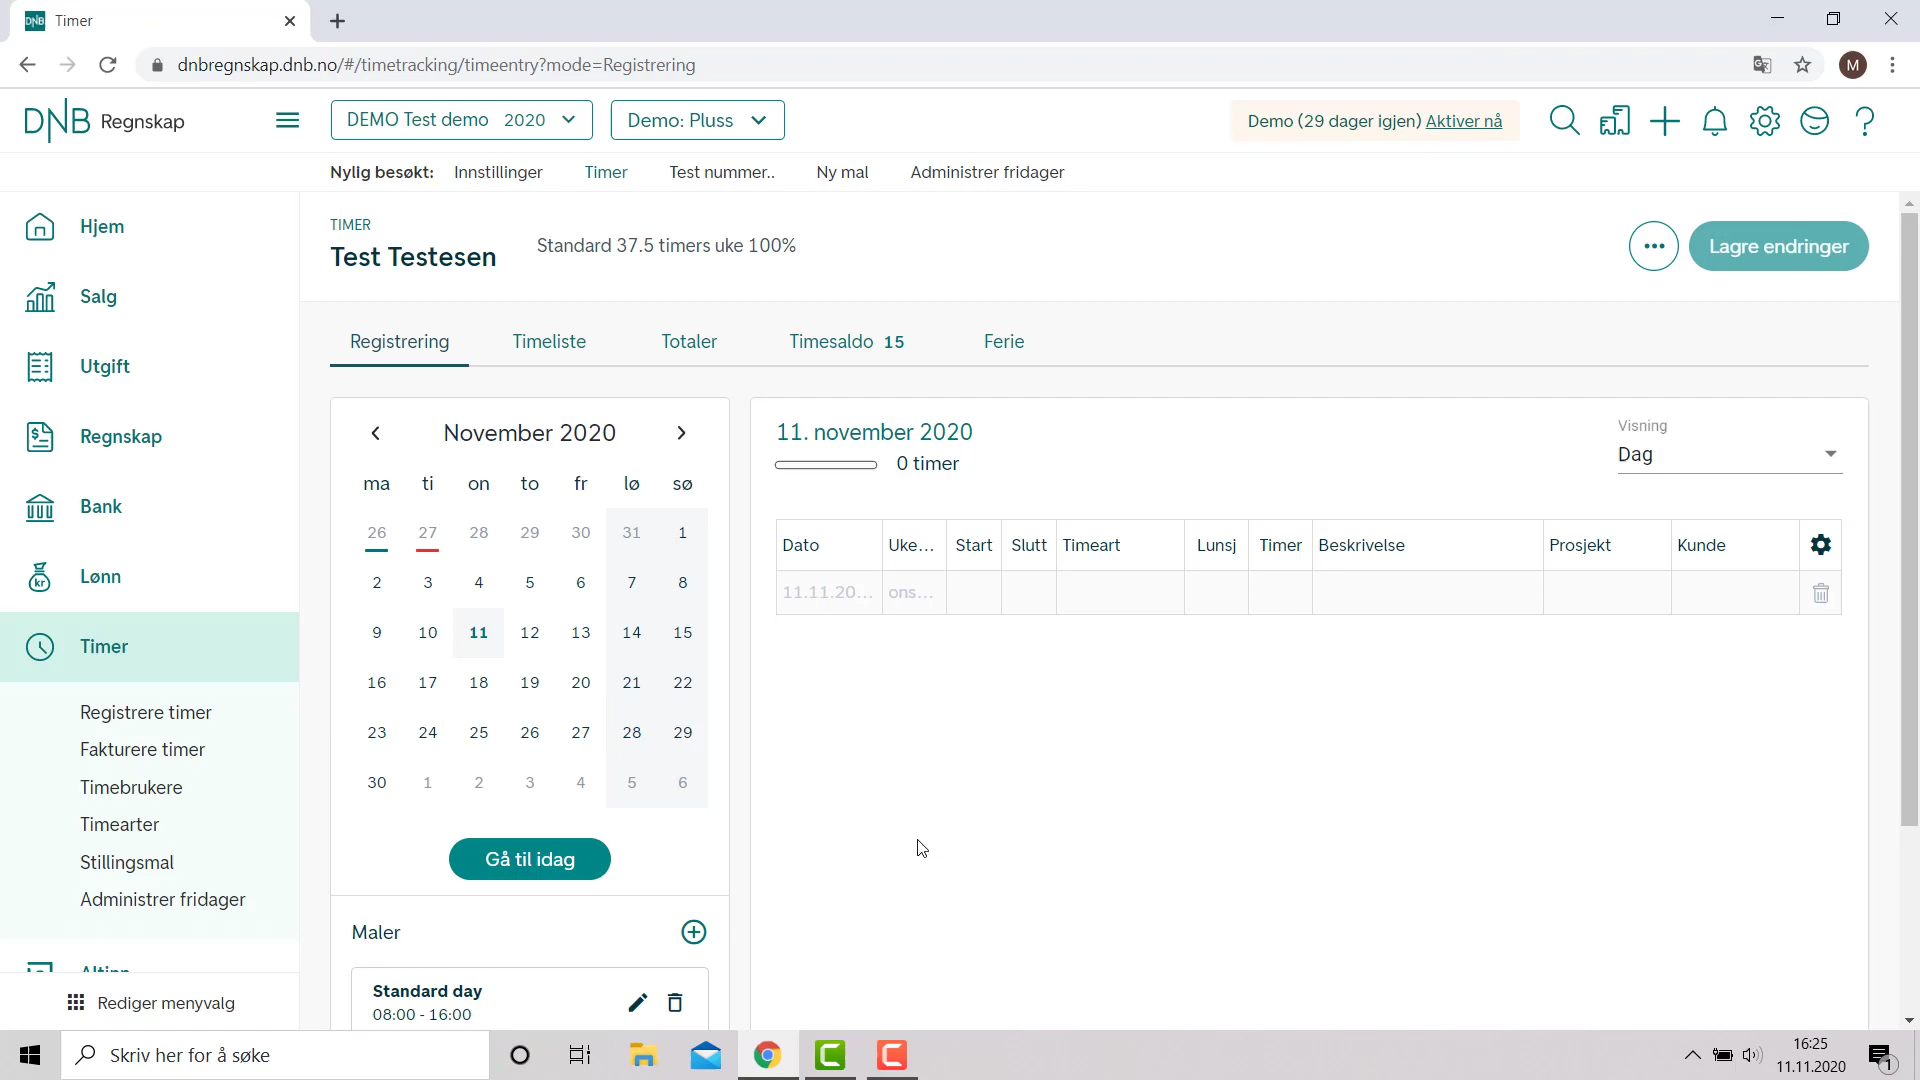 DNB Timer
dnbregnskap.dnb.no/#/timetracking/timeentry?mode=Registrering
M
DNB Regnskap
DEMO Test demo 2020
Demo: Pluss
Demo (29 dager igjen) Aktiver nå
Nylig besøkt: Innstillinger Timer Test nummer.. Ny mal Administrer fridager
Hjem
Salg
Utgift
Regnskap
Bank
Lønn
Timer
Registrere timer
Fakturere timer
Timebrukere
Timearter
Stillingsmal
Administrer fridager
Rediger menyvalg
TIMER
Test Testesen
Standard 37.5 timers uke 100%
Lagre endringer
Registrering Timeliste Totaler Timesaldo 15 Ferie
November 2020
ma ti on to fr lø sø
26 27 28 29 30 31 1
2 3 4 5 6 7 8
9 10 11 12 13 14 15
16 17 18 19 20 21 22
23 24 25 26 27 28 29
30 1 2 3 4 5 6
Gå til idag
Maler
Standard day
08:00 - 16:00
11. november 2020
0 timer
Visning
Dag
Dato Uke... Start Slutt Timeart Lunsj Timer Beskrivelse Prosjekt Kunde
11.11.20... ons...
Skriv her for å søke
16:25
11.11.2020
1